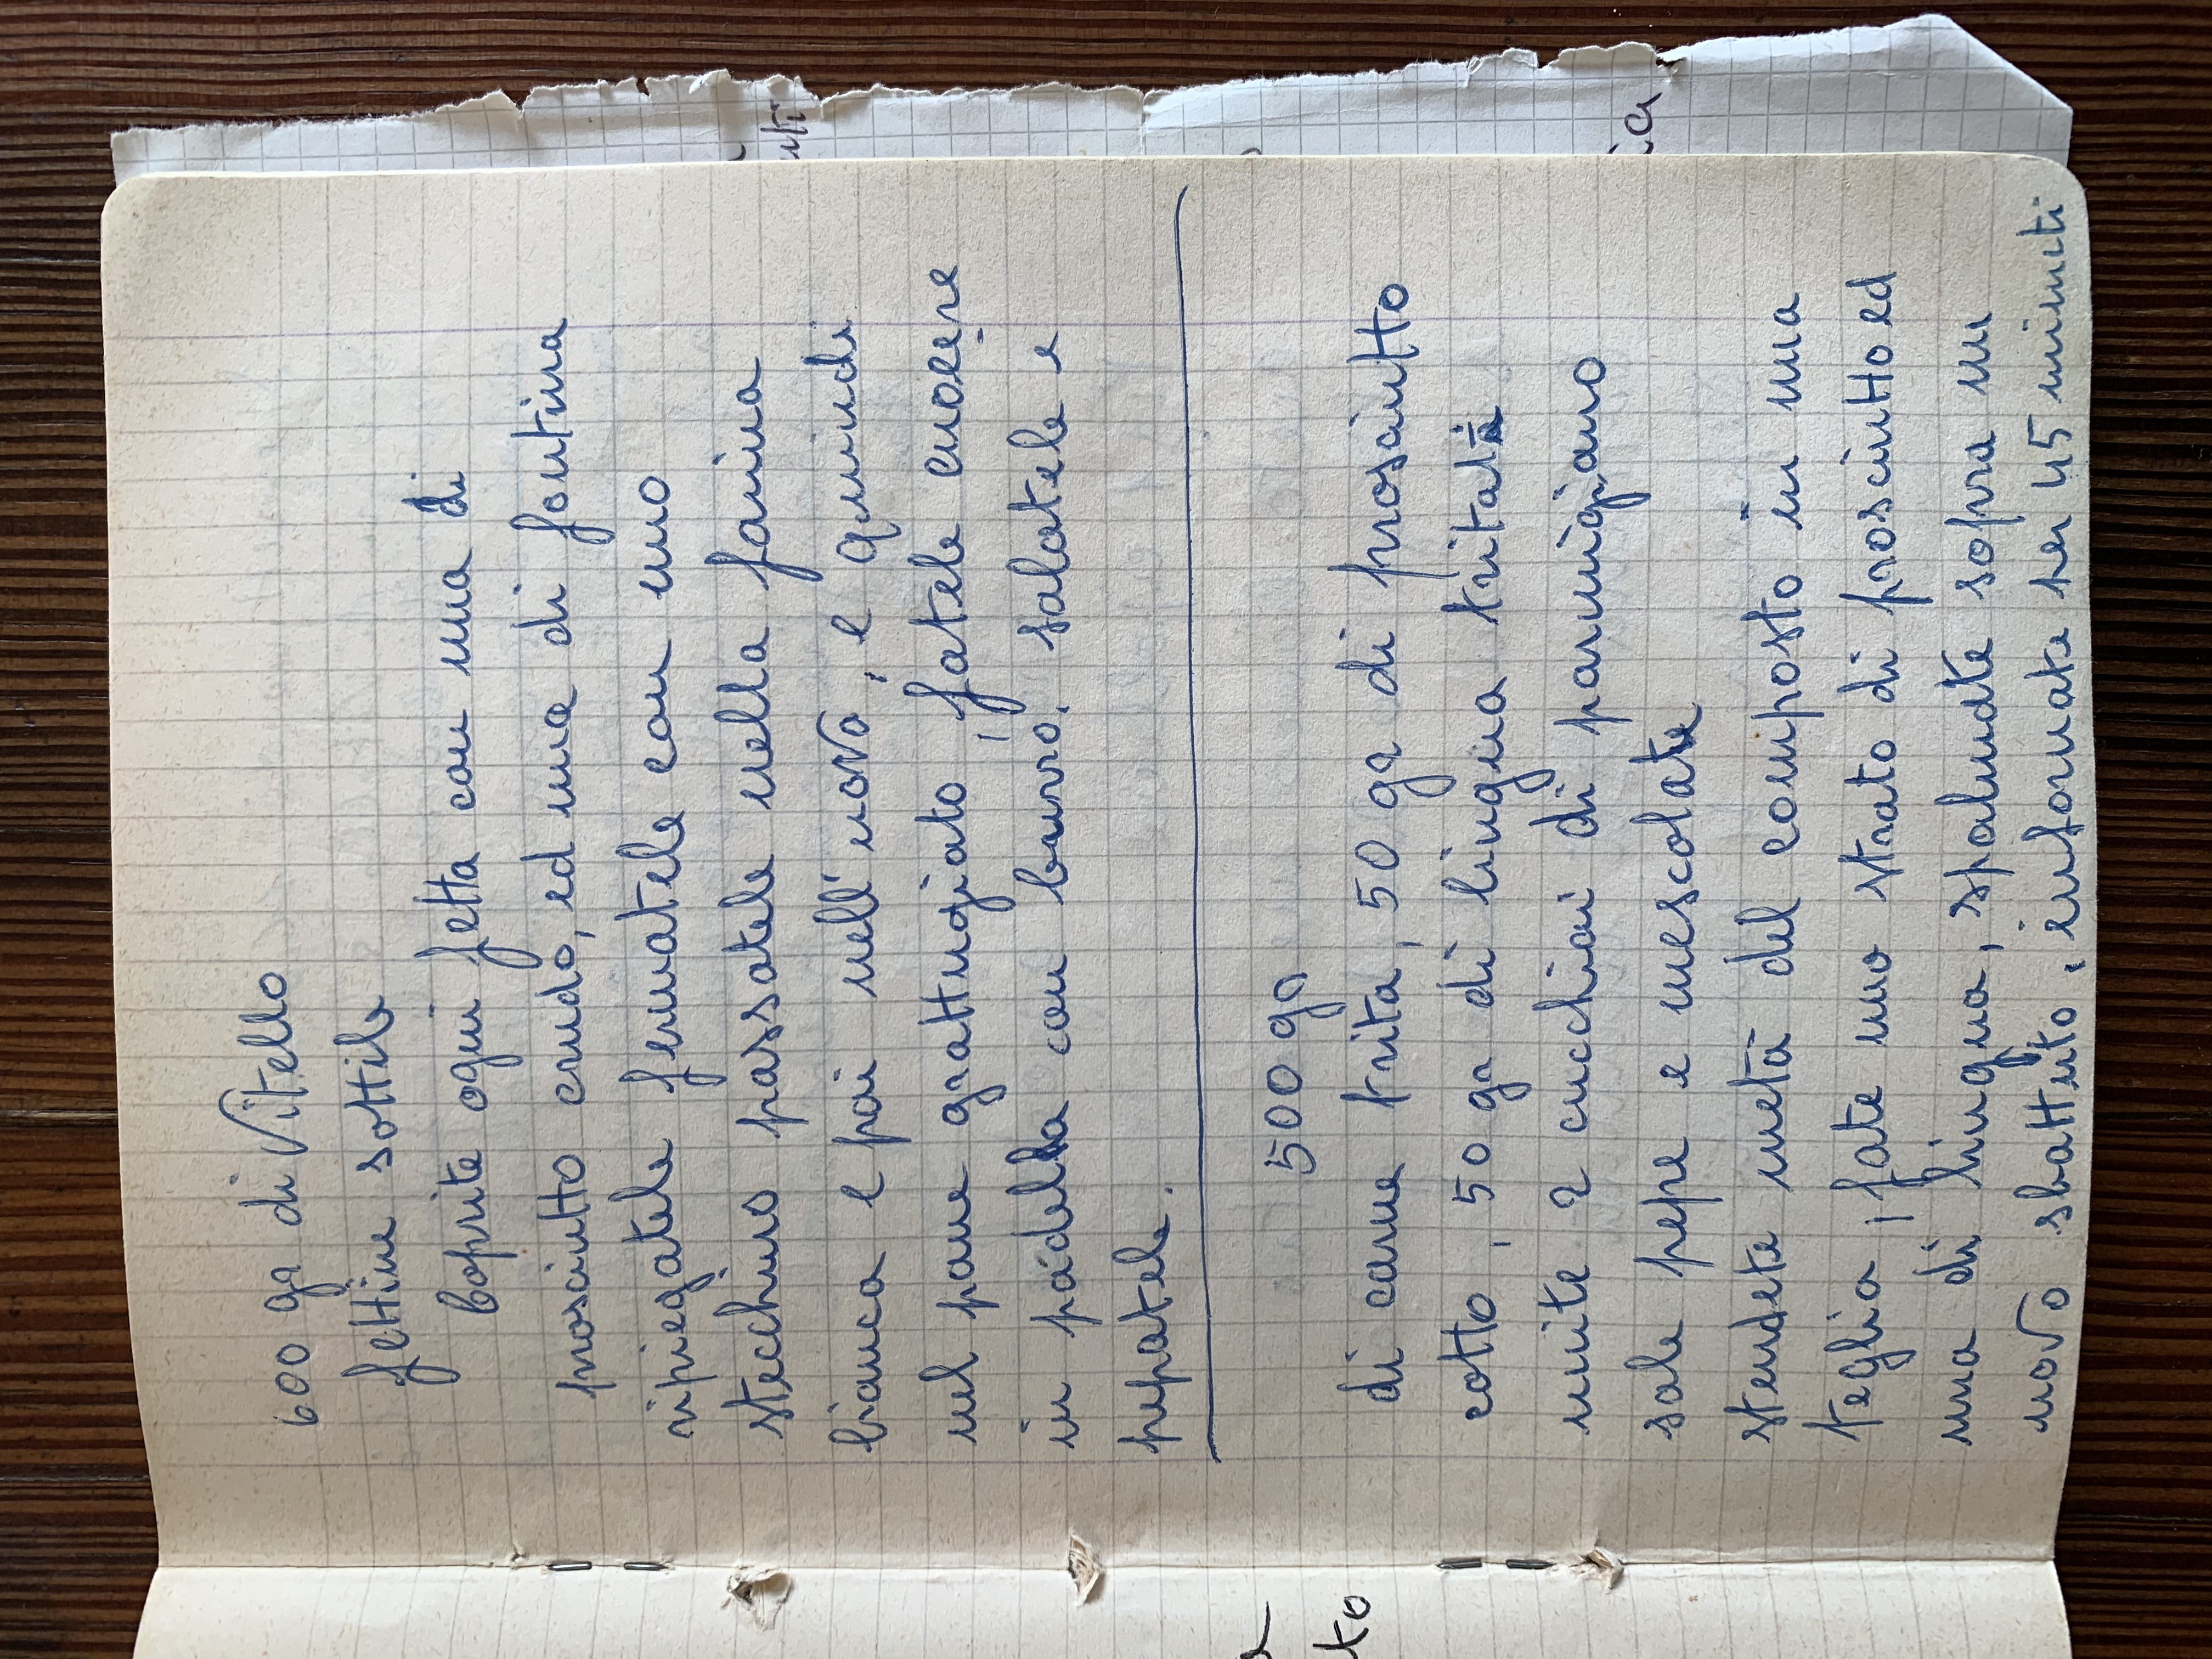 600 gr di Vitello
fettine sottile
Coprite ogni fetta con una di
prosciutto crudo, ed una di fontina
ripiegatele fermatele con uno
stecchino passatele nella farina
bianca e poi nell'uovo, e quindi
nel pane grattugiato, fatele cuocere
in padella con burro. salatele e
pepatele.
500 gr
di carne trita, 50 gr di prosciutto
cotto, 50 gr di lingua tritata
unite 2 cucchiai di parmigiano
sale pepe e mescolate
stendete metà del composto in una
teglia, fate uno strato di prosciutto ed
una di lingua, spalmate sopra un
uovo sbattuto. infornate per 45 minuti
to